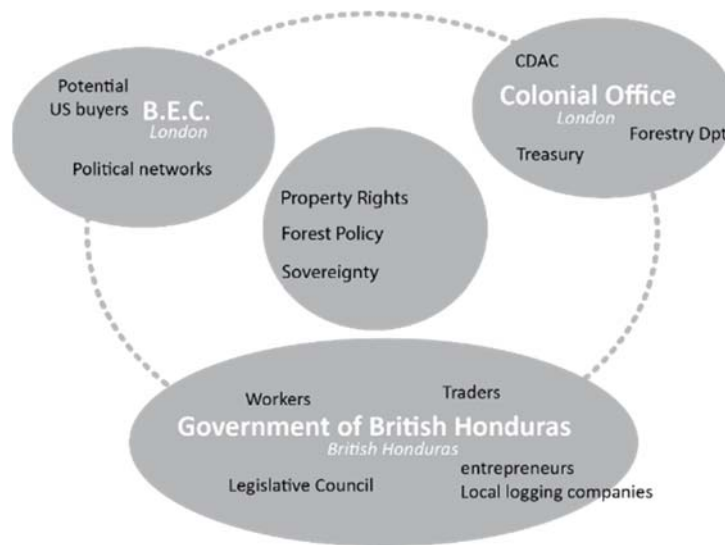 Potential
US buyers
B.E.C.
London
Political networks
CDAC
Colonial Office
London
Forestry Dpt
Treasury
Property Rights
Forest Policy
Sovereignty
Workers
Traders
Government of British Honduras
British Honduras
Legislative Council
entrepreneurs
Local logging companies